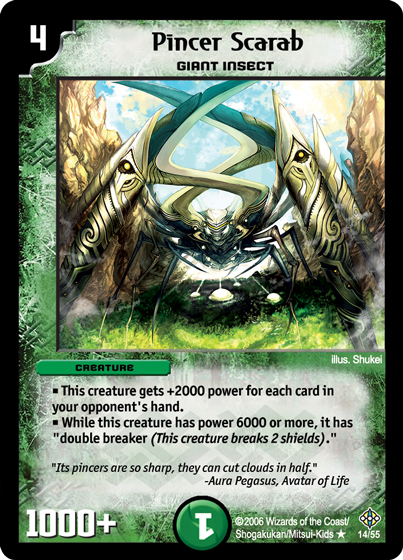 4
Pincer Scarab
GIANT INSECT
illus. Shukei
CREATURE
▪ This creature gets +2000 power for each card in
your opponent's hand.
▪ While this creature has power 6000 or more, it has
"double breaker (This creature breaks 2 shields)."
"Its pincers are so sharp, they can cut clouds in half."
-Aura Pegasus, Avatar of Life
1000+
1
©2006 Wizards of the Coast/
Shogakukan/Mitsui-Kids ★ 14/55